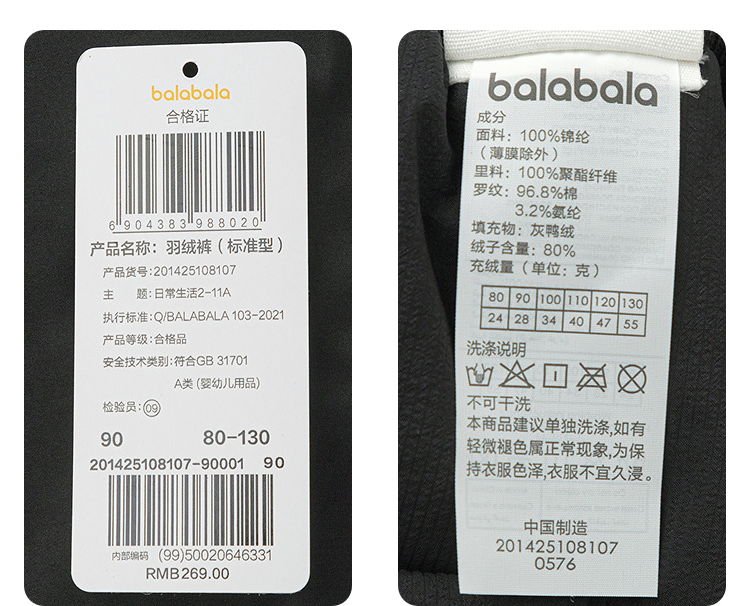 balabala
合格证
6 904383 988020
产品名称: 羽绒裤（标准型）
产品货号:201425108107
主 题:日常生活2-11A
执行标准:Q/BALABALA 103-2021
产品等级:合格品
安全技术类别:符合GB 31701
A类 (婴幼儿用品)
检验员:09
90 80-130
201425108107-90001 90
内部编码 (99)50020646331
RMB269.00
balabala
成分
面料: 100%锦纶
（薄膜除外）
里料: 100%聚酯纤维
罗纹: 96.8%棉
3.2%氨纶
填充物: 灰鸭绒
绒子含量: 80%
充绒量（单位: 克）
80 90 100 110 120 130
24 28 34 40 47 55
洗涤说明
不可干洗
本商品建议单独洗涤,如有
轻微褪色属正常现象,为保
持衣服色泽,衣服不宜久浸。
中国制造
201425108107
0576